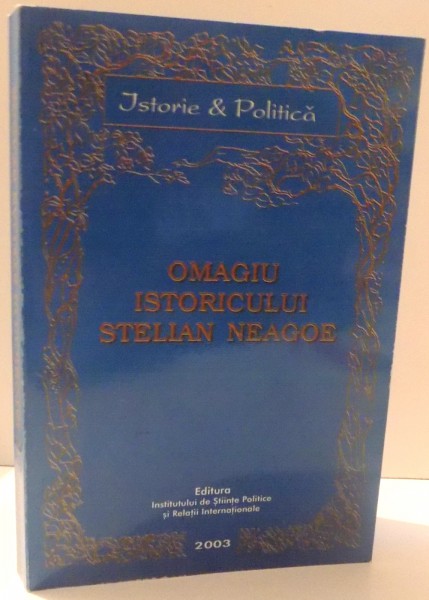 Istorie & Politică
OMAGIU
ISTORICULUI
STELIAN NEAGOE
Editura
Institutului de Științe Politice
și Relații Internaționale
2003